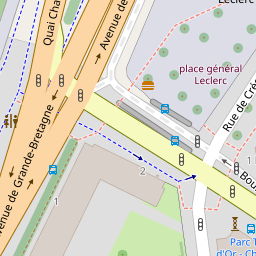 Leclerc
Quai Cha
Avenue de
place général
Leclerc
Rue de Cré
Avenue de Grande-Bretagne
1
2
1
Bou
Parc T
d'Or - Ch